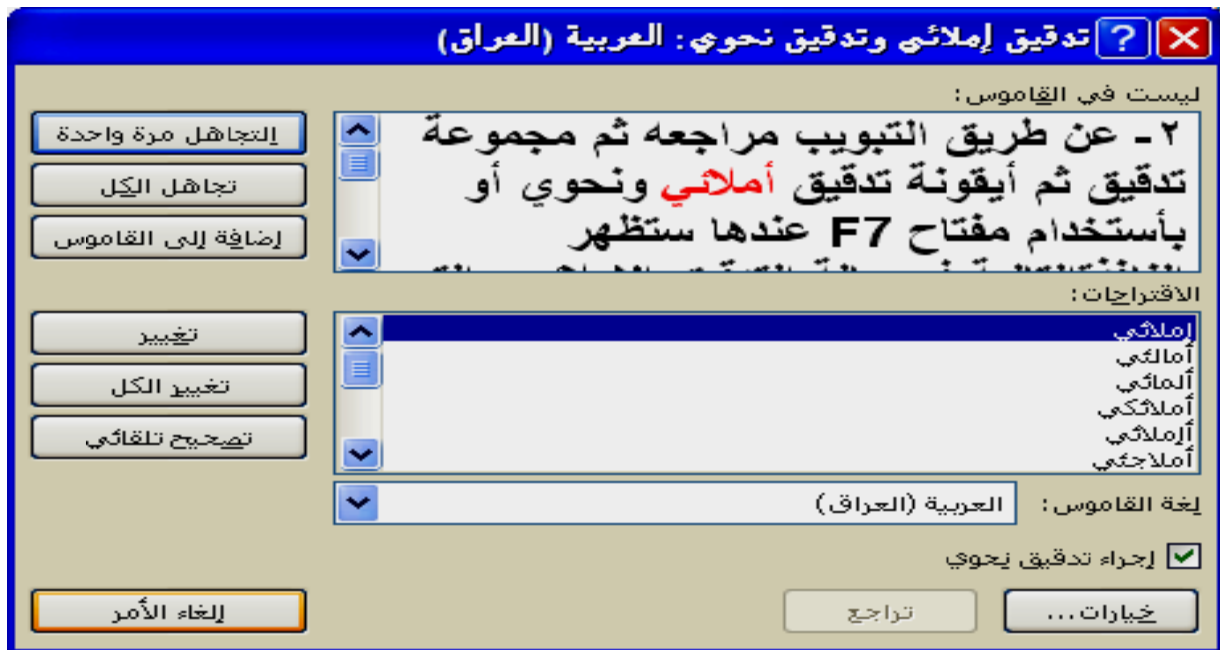 تدقيق إملائي وتدقيق نحوي: العربية (العراق)
ليست في القاموس:
٢ - عن طريق التبويب مراجعه ثم مجموعة
تدقيق ثم أيقونة تدقيق أملائي ونحوي أو
بأستخدام مفتاح F7 عندها ستظهر
التجاهل مرة واحدة
تجاهل الكل
إضافة إلى القاموس
الاقتراحات:
إملائي
أمالئي
ألمائي
أملائكي
أإملائي
أملاجئي
تغيير
تغيير الكل
تصحيح تلقائي
لغة القاموس:
العربية (العراق)
إجراء تدقيق نحوي
خيارات...
تراجع
إلغاء الأمر